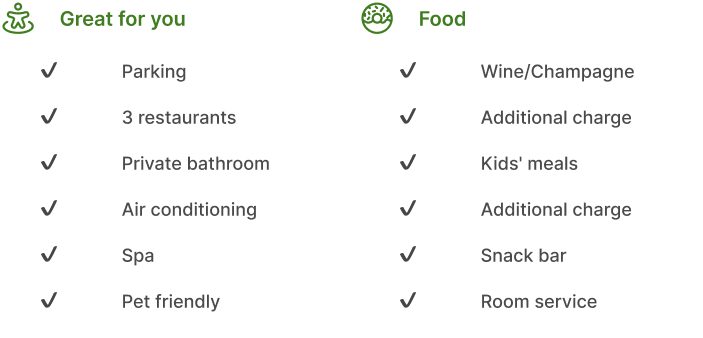 Great for you
Parking
3 restaurants
Private bathroom
Air conditioning
Spa
Pet friendly
Food
Wine/Champagne
Additional charge
Kids' meals
Additional charge
Snack bar
Room service